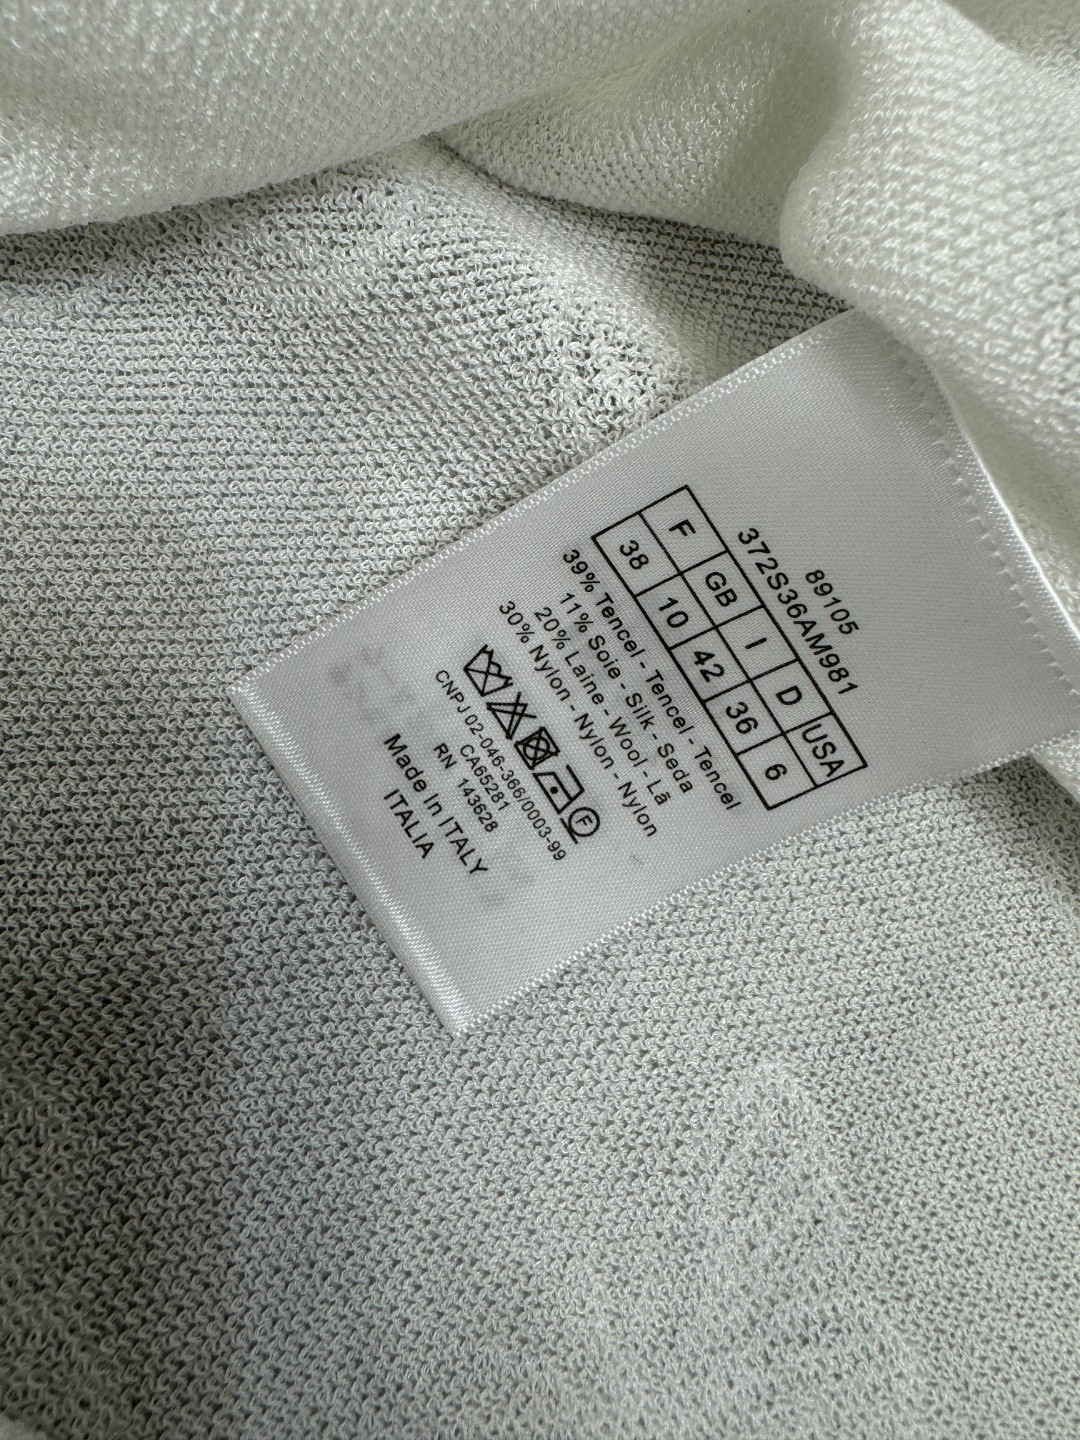 89105
372S36AM981
F GB I D USA
38 10 42 36 6
39% Tencel - Tencel - Tencel
11% Soie - Silk - Seda
20% Laine - Wool - Lã
30% Nylon - Nylon - Nylon
F
CNPJ 02-046-366/0003-99
CA65281
RN 143628
Made In ITALY
ITALIA